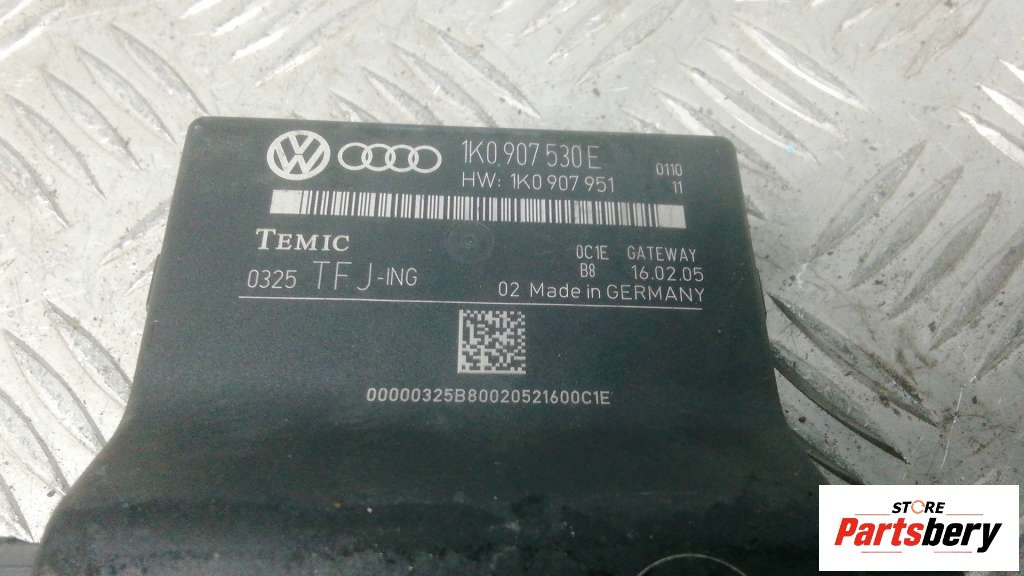 1K0 907 530 E
HW: 1K0 907 951
0110
11
TEMIC
0C1E GATEWAY
B8 16.02.05
0325 TFJ-ING
02 Made in GERMANY
00000325B80020521600C1E
STORE
Partsbery